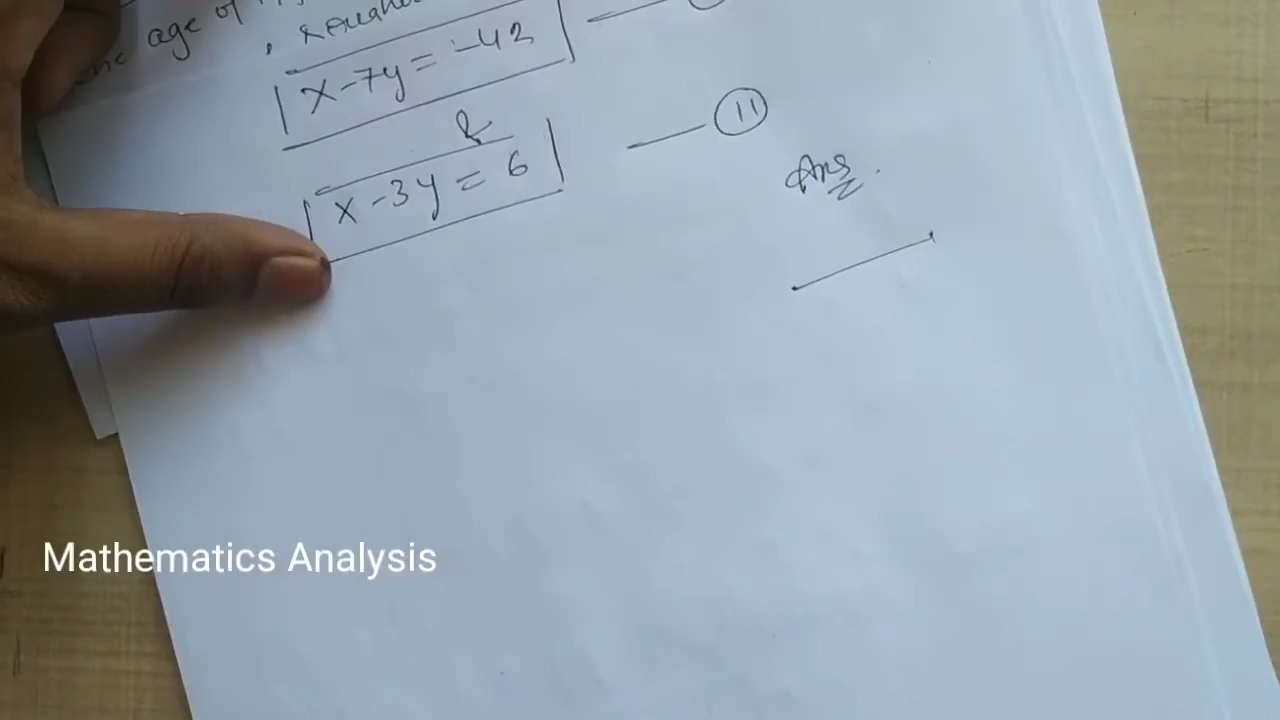 age of
x-7y = -42
&
x-3y = 6 — (11)
Ans.
Mathematics Analysis